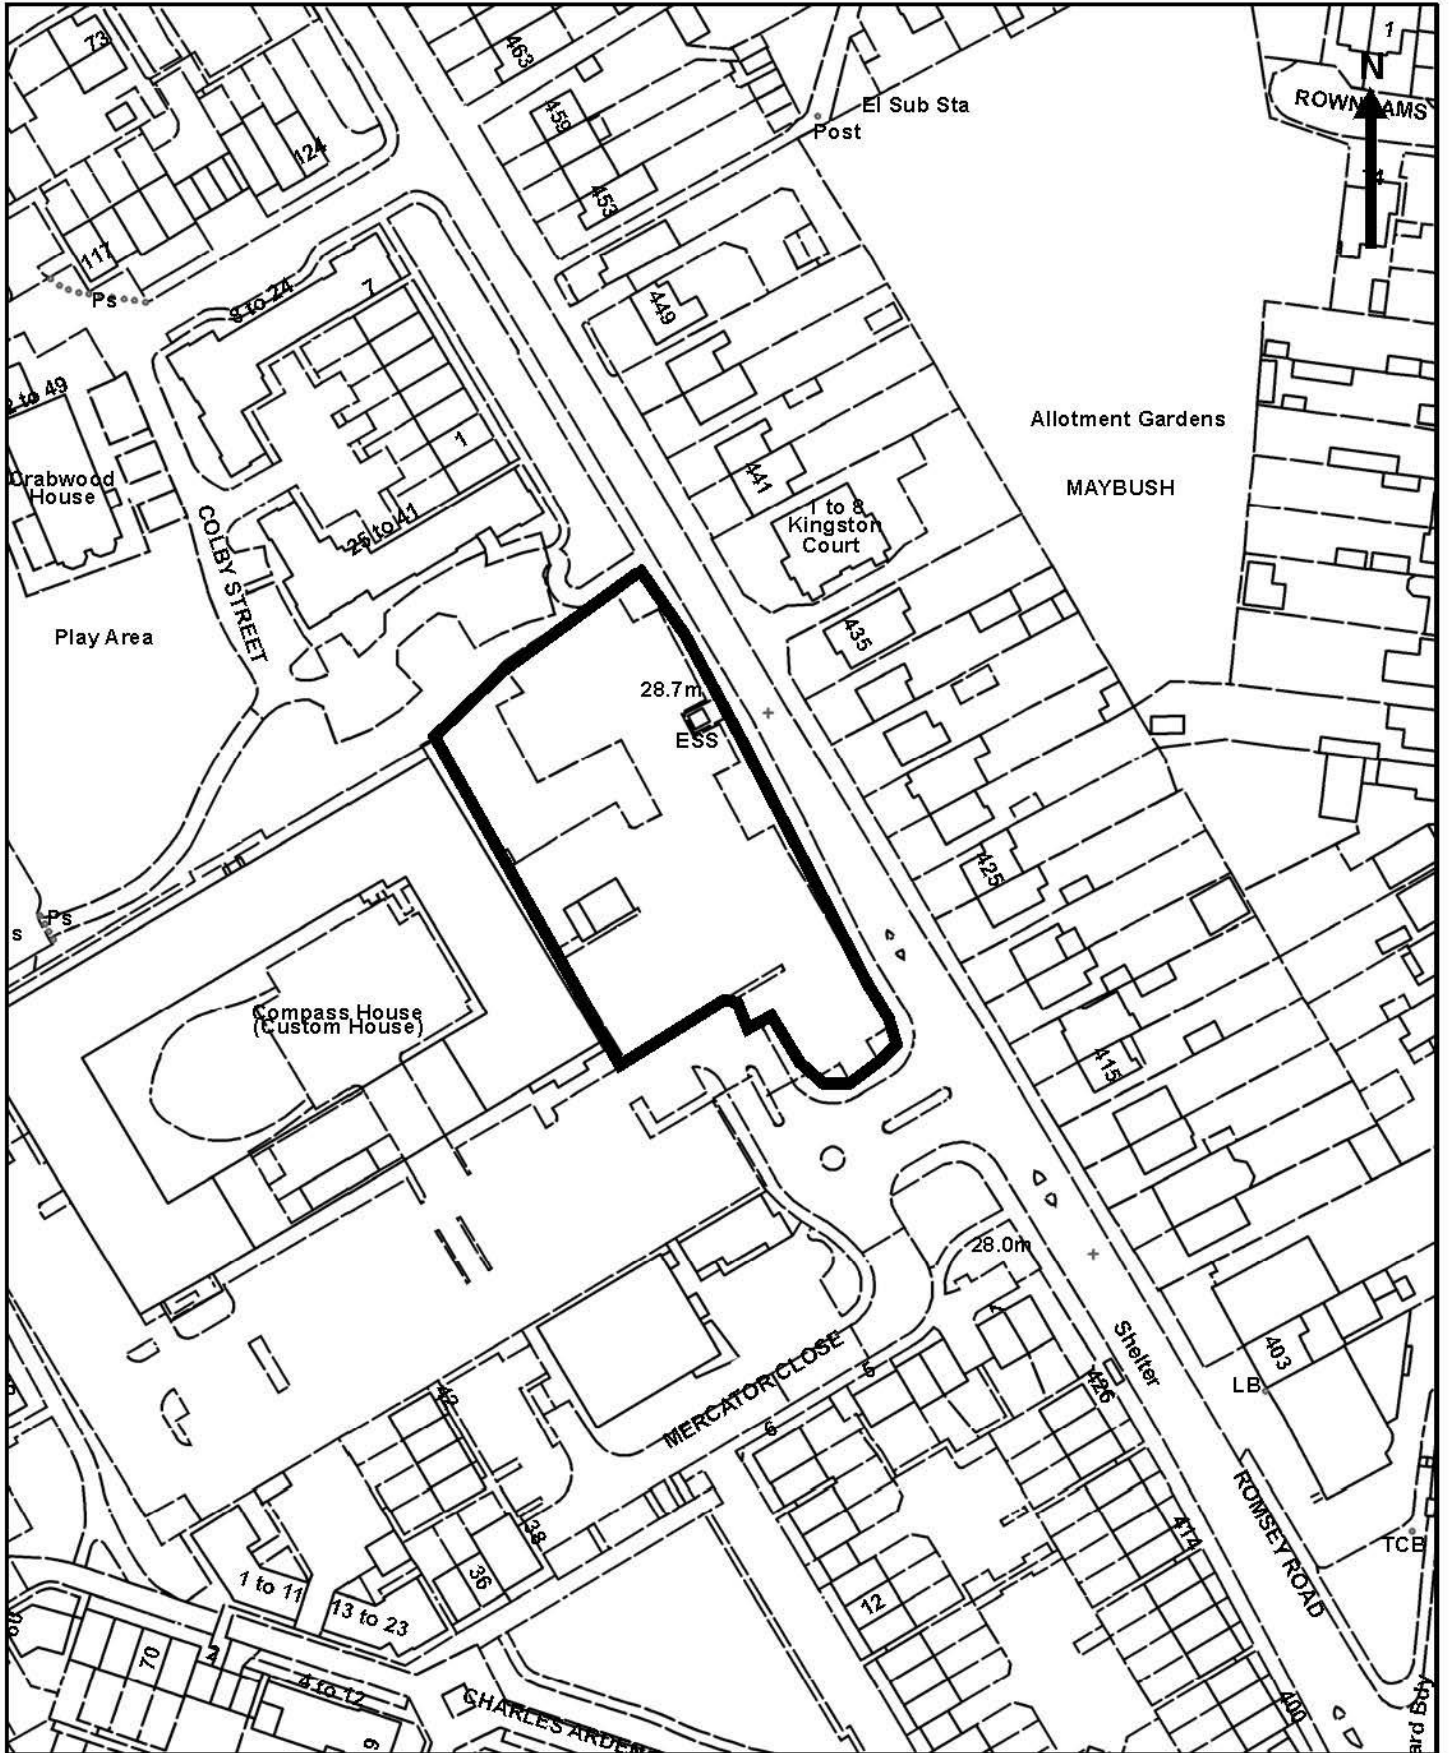 73
463
1
N
459
El Sub Sta
Post
124
453
117
Ps
8 to 24
7
449
to 49
Crabwood
House
1
441
Allotment Gardens
MAYBUSH
1 to 8
Kingston
Court
25 to 41
COLBY STREET
Play Area
435
28.7m
ESS
425
Ps
s
Compass House
(Custom House)
415
28.0m
1
Shelter
403
LB
426
MERCATOR CLOSE
5
6
42
38
36
12
414
ROMSEY ROAD
TCB
1 to 11
13 to 23
70
2
4 to 12
9
CHARLES
400